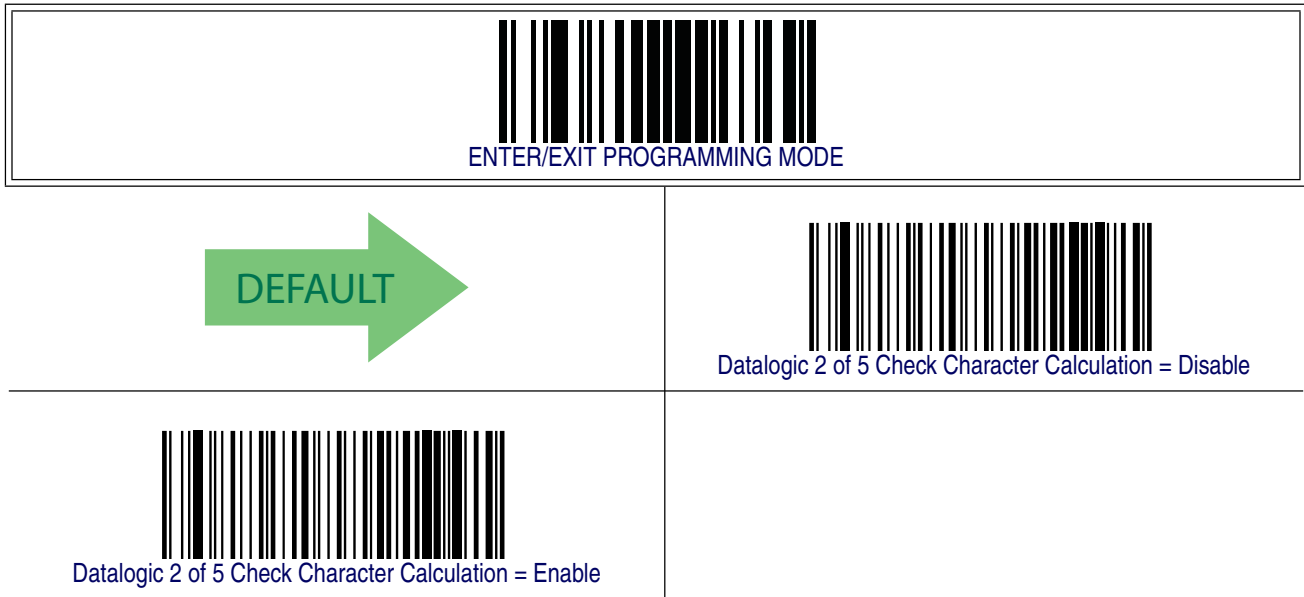 ENTER/EXIT PROGRAMMING MODE
DEFAULT
Datalogic 2 of 5 Check Character Calculation = Disable
Datalogic 2 of 5 Check Character Calculation = Enable